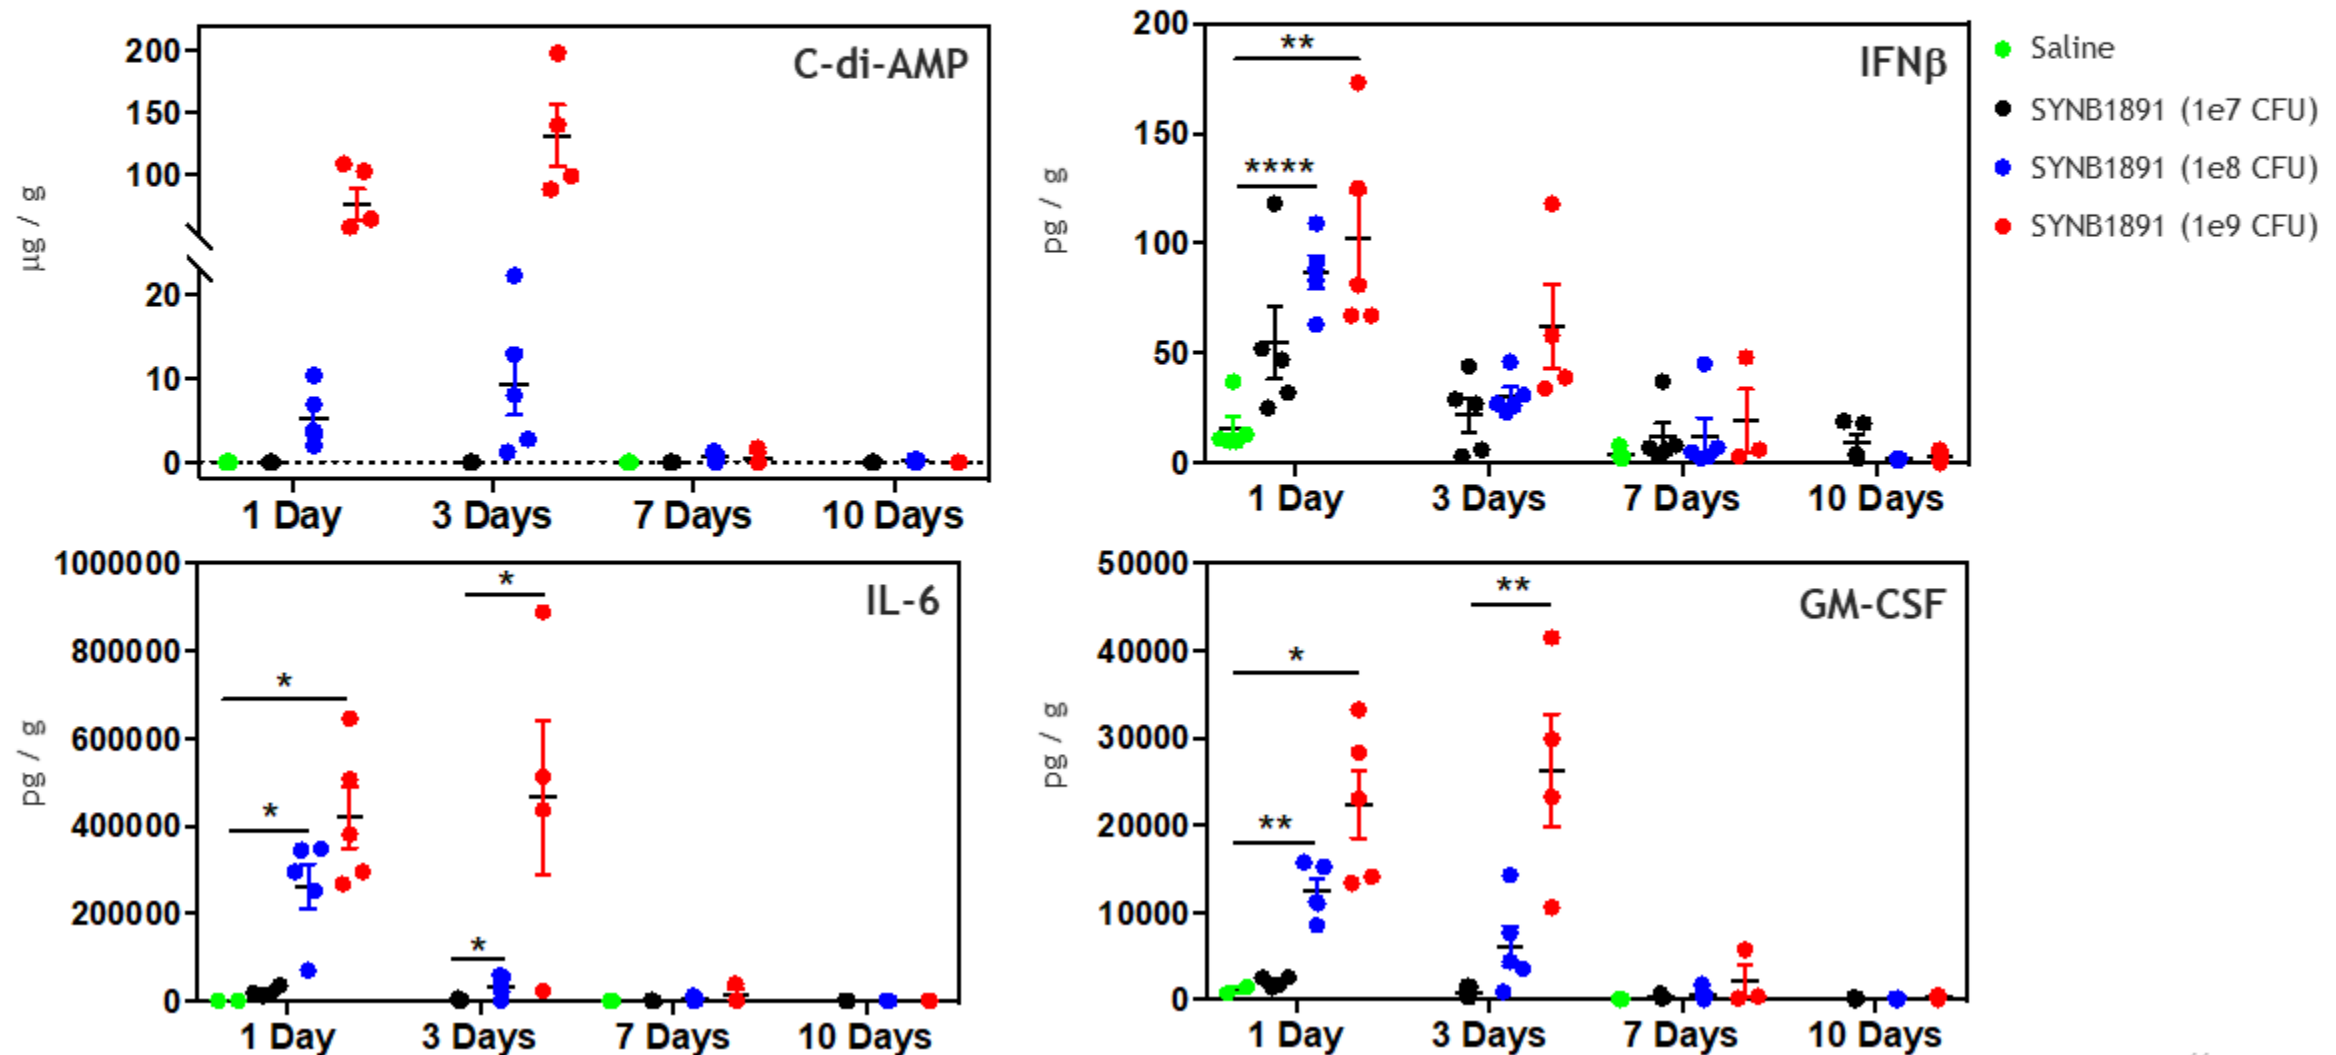 C-di-AMP
µg / g
200
150
100
20
10
0
1 Day 3 Days 7 Days 10 Days
IFNβ
pg / g
200
150
100
50
0
**
****
1 Day 3 Days 7 Days 10 Days
Saline
SYNB1891 (1e7 CFU)
SYNB1891 (1e8 CFU)
SYNB1891 (1e9 CFU)
IL-6
pg / g
1000000
800000
600000
400000
200000
0
*
*
*
*
1 Day 3 Days 7 Days 10 Days
GM-CSF
pg / g
50000
40000
30000
20000
10000
0
**
*
**
1 Day 3 Days 7 Days 10 Days